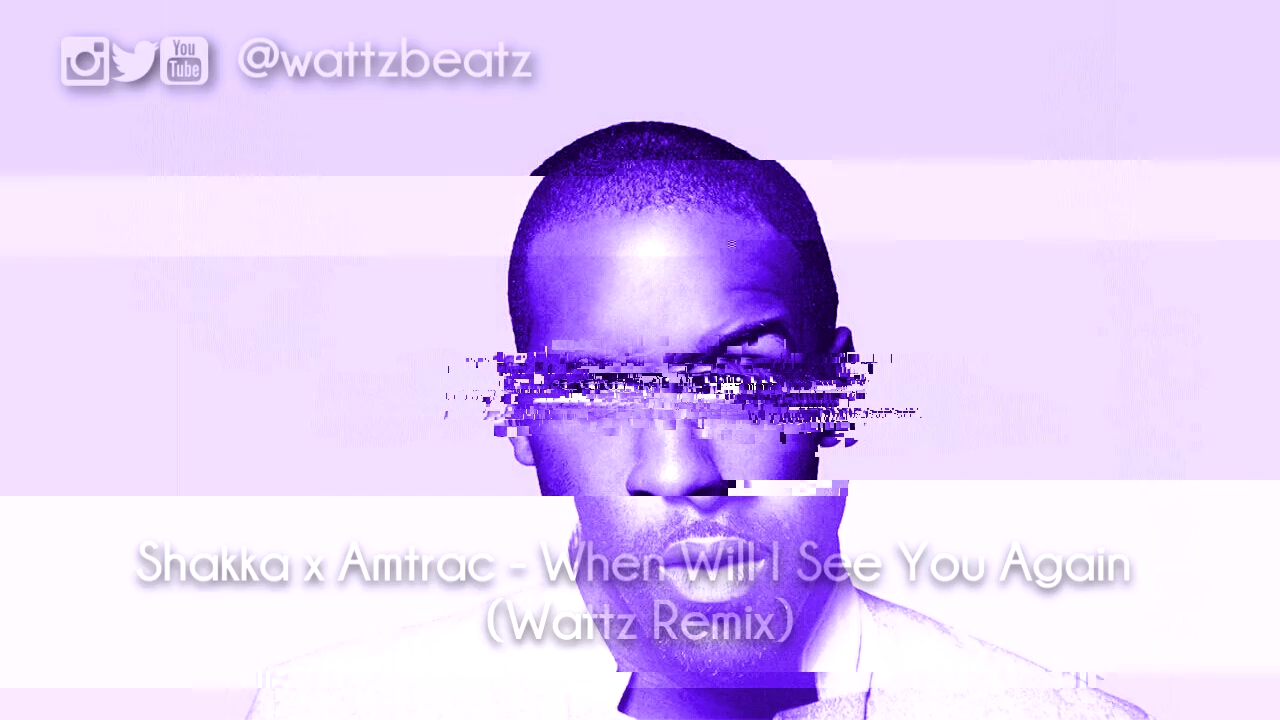 You
Tube
@wattzbeatz
Shakka x Amtrac - When Will I See You Again
(Wattz Remix)